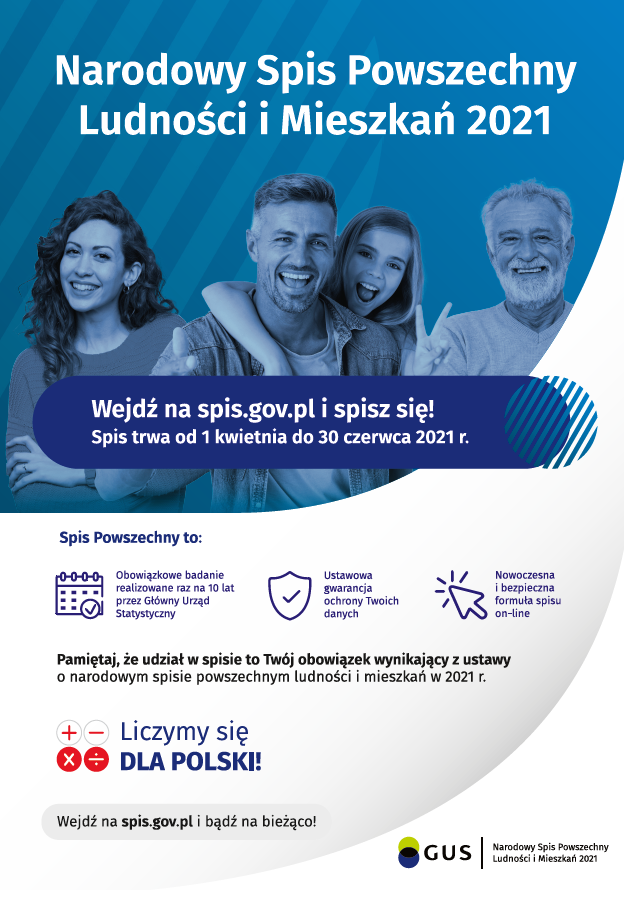 Narodowy Spis Powszechny
Ludności i Mieszkań 2021
Wejdź na spis.gov.pl i spisz się!
Spis trwa od 1 kwietnia do 30 czerwca 2021 r.
Spis Powszechny to:
Obowiązkowe badanie
realizowane raz na 10 lat
przez Główny Urząd
Statystyczny
Ustawowa
gwarancja
ochrony Twoich
danych
Nowoczesna
i bezpieczna
formuła spisu
on–line
Pamiętaj, że udział w spisie to Twój obowiązek wynikający z ustawy
o narodowym spisie powszechnym ludności i mieszkań w 2021 r.
Liczymy się
DLA POLSKI!
Wejdź na spis.gov.pl i bądź na bieżąco!
GUS
Narodowy Spis Powszechny
Ludności i Mieszkań 2021